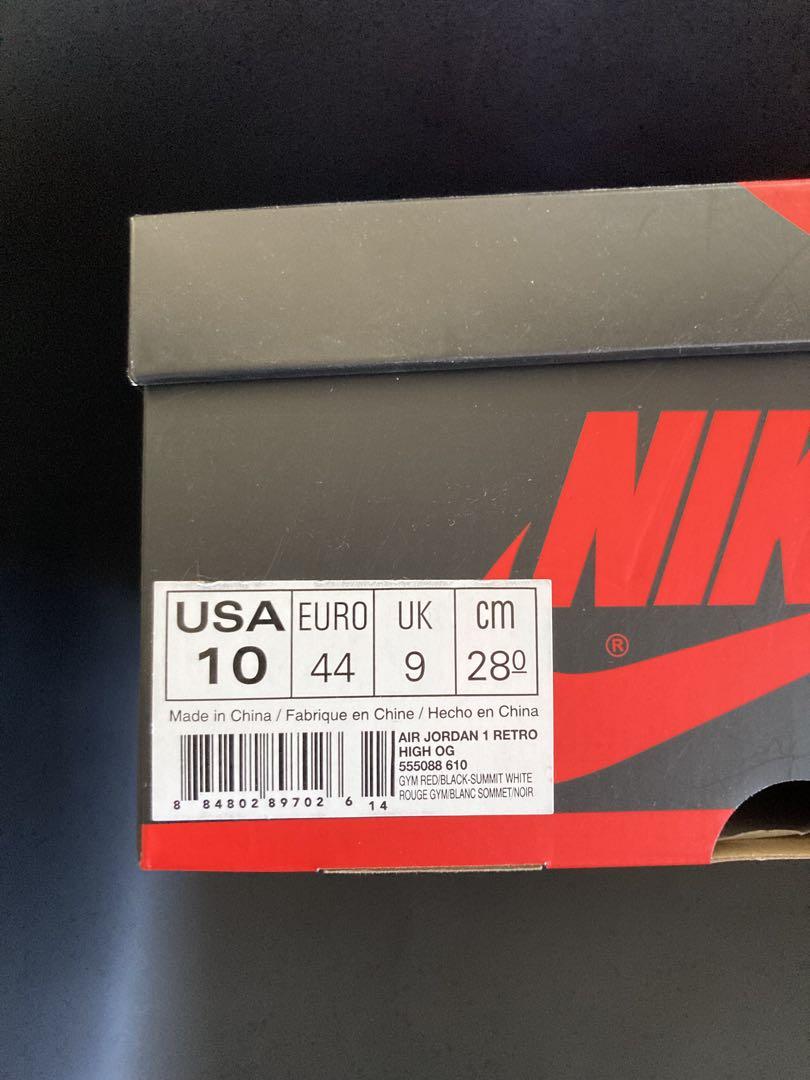 NIK
®
USA EURO UK cm
10 44 9 280
Made in China / Fabrique en Chine / Hecho en China
AIR JORDAN 1 RETRO
HIGH OG
555088 610
GYM RED/BLACK-SUMMIT WHITE
ROUGE GYM/BLANC SOMMET/NOIR
8 84802 89702 6 14